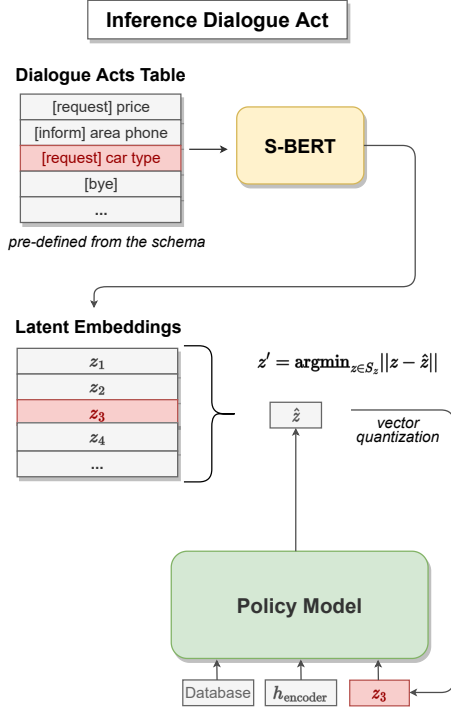 Inference Dialogue Act
Dialogue Acts Table
[request] price
[inform] area phone
[request] car type
[bye]
...
pre-defined from the schema
S-BERT
Latent Embeddings
z₁
z₂
z₃
z₄
...
z′ = argmin_{z∈S_z}||z − ẑ||
ẑ
vector
quantization
Policy Model
Database
h_encoder
z₃